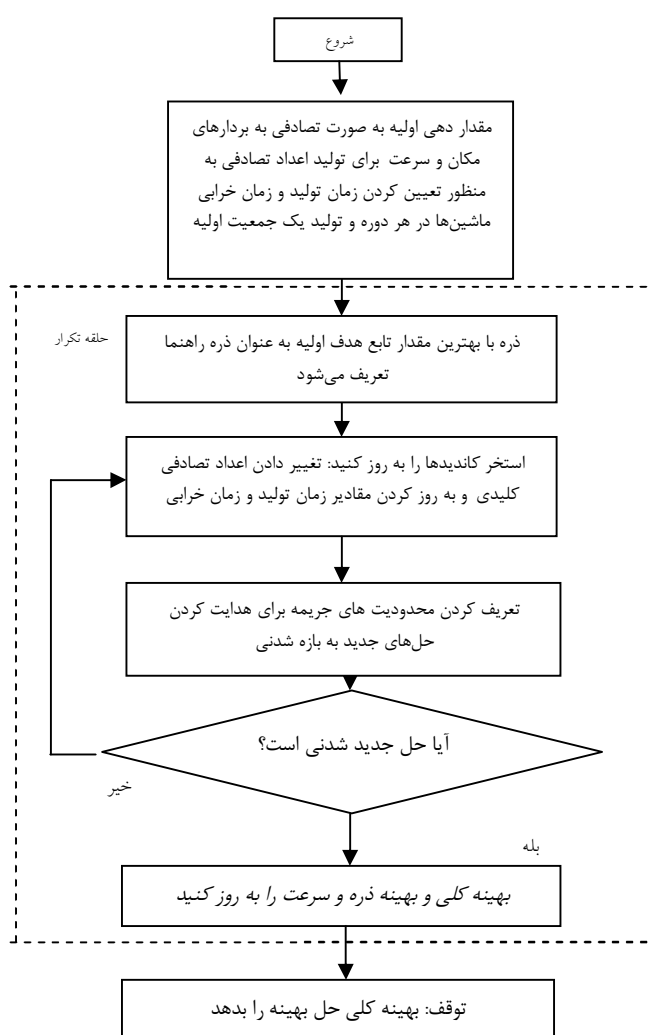 شروع
مقدار دهی اولیه به صورت تصادفی به بردارهای
مکان و سرعت برای تولید اعداد تصادفی به
منظور تعیین کردن زمان تولید و زمان خرابی
ماشین‌ها در هر دوره و تولید یک جمعیت اولیه
حلقه تکرار
ذره با بهترین مقدار تابع هدف اولیه به عنوان ذره راهنما
تعریف می‌شود
استخر کاندیدها را به روز کنید: تغییر دادن اعداد تصادفی
کلیدی و به روز کردن مقادیر زمان تولید و زمان خرابی
تعریف کردن محدودیت های جریمه برای هدایت کردن
حل‌های جدید به بازه شدنی
آیا حل جدید شدنی است؟
خیر
بله
بهینه کلی و بهینه ذره و سرعت را به روز کنید
توقف: بهینه کلی حل بهینه را بدهد